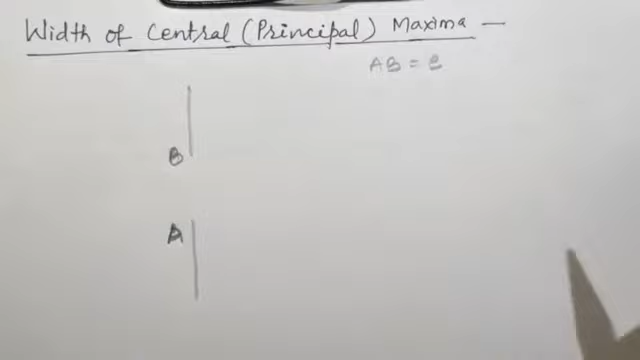 Width of Central (Principal) Maxima —
AB = e
B
A